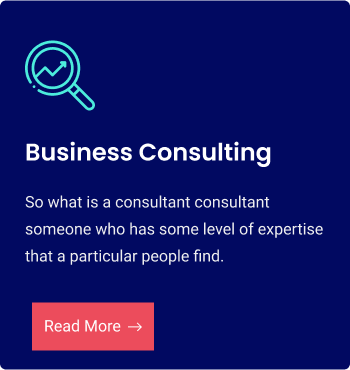 Business Consulting
So what is a consultant consultant
someone who has some level of expertise
that a particular people find.
Read More →